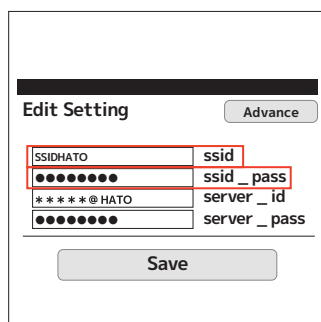 Edit Setting Advance
SSIDHATO ssid
●●●●●●●● ssid _ pass
*****@HATO server _ id
●●●●●●●● server _ pass
Save